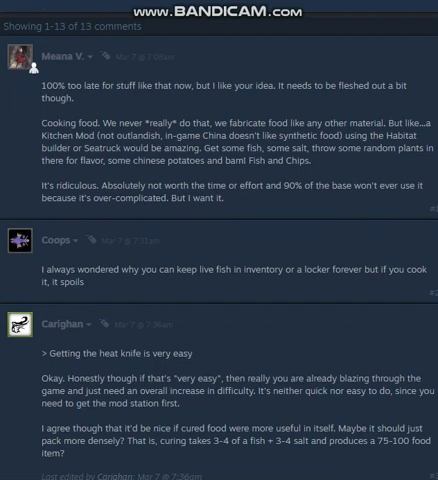 www.BANDICAM.com
Showing 1-13 of 13 comments
Meana V. Mar 7 @ 7:08am
100% too late for stuff like that now, but I like your idea. It needs to be fleshed out a bit
though.
Cooking food. We never *really* do that, we fabricate food like any other material. But like...a
Kitchen Mod (not outlandish, in-game China doesn't like synthetic food) using the Habitat
builder or Seatruck would be amazing. Get some fish, some salt, throw some random plants in
there for flavor, some chinese potatoes and bam! Fish and Chips.
It's ridiculous. Absolutely not worth the time or effort and 90% of the base won't ever use it
because it's over-complicated. But I want it.
Coops Mar 7 @ 7:31am
I always wondered why you can keep live fish in inventory or a locker forever but if you cook
it, it spoils
Carighan Mar 7 @ 7:36am
> Getting the heat knife is very easy
Okay. Honestly though if that's "very easy", then really you are already blazing through the
game and just need an overall increase in difficulty. It's neither quick nor easy to do, since you
need to get the mod station first.
I agree though that it'd be nice if cured food were more useful in itself. Maybe it should just
pack more densely? That is, curing takes 3-4 of a fish + 3-4 salt and produces a 75-100 food
item?
Last edited by Carighan; Mar 7 @ 7:36am